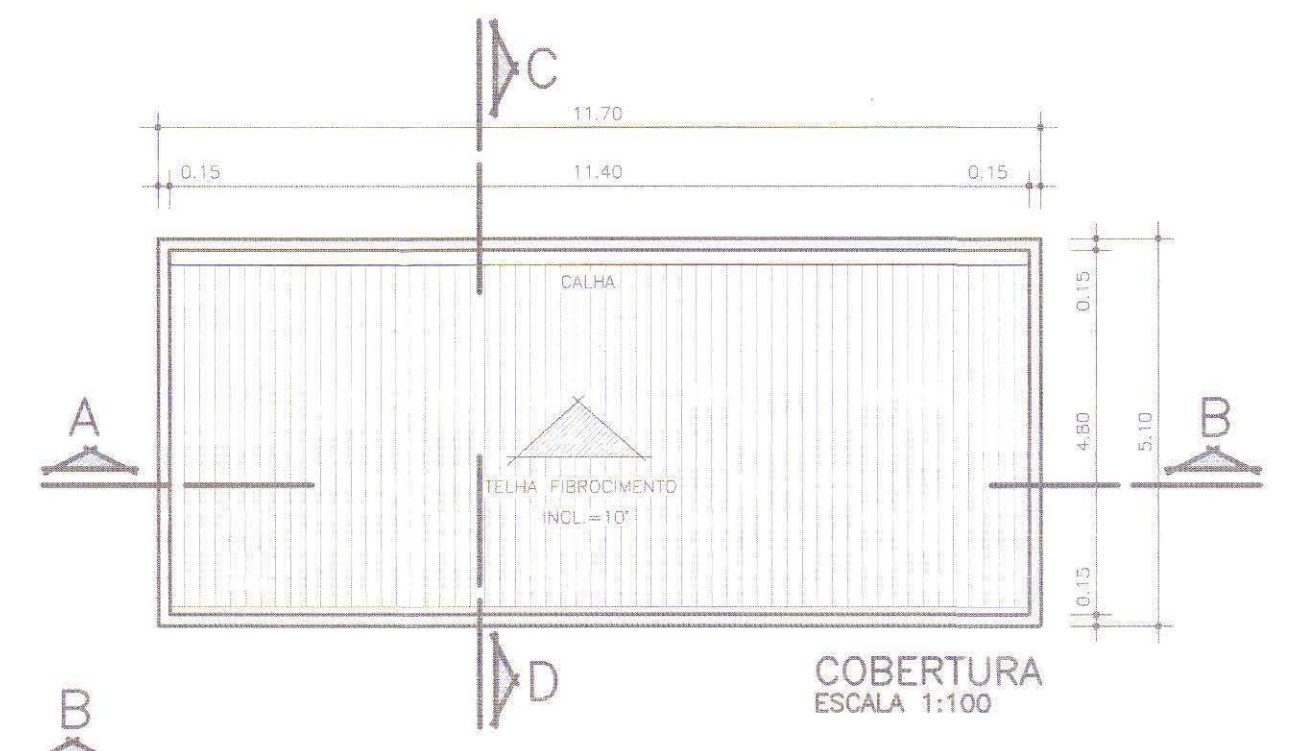 C
11.70
0.15 11.40 0.15
CALHA
0.15
A
4.80
5.10
B
TELHA FIBROCIMENTO
INCL.=10°
0.15
D
COBERTURA
ESCALA 1:100
B